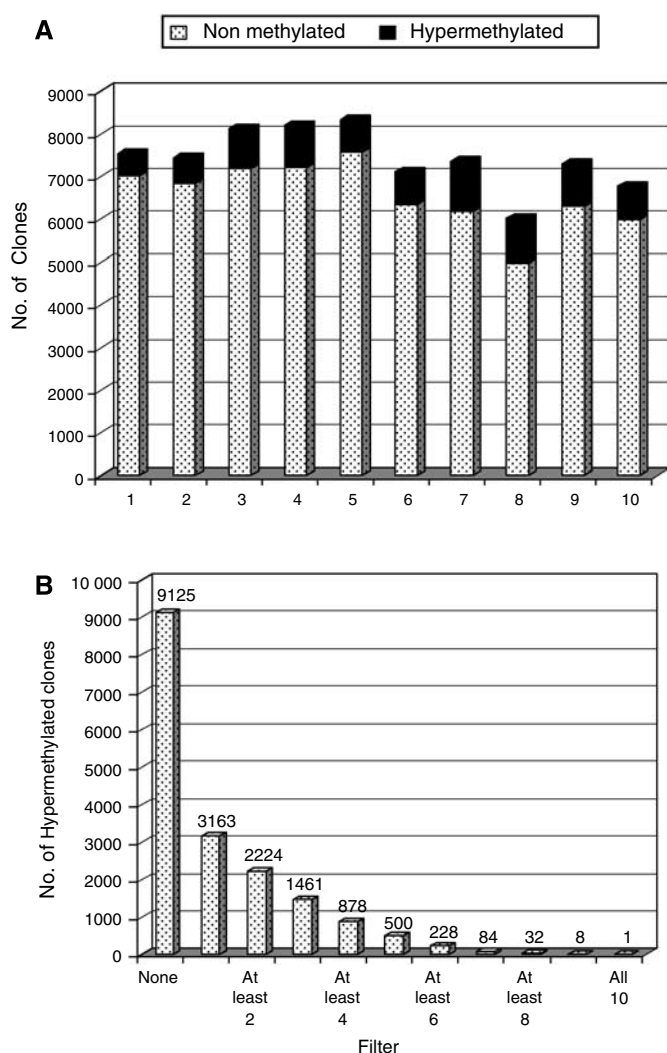 A
Non methylated Hypermethylated
9000
8000
7000
6000
5000
4000
3000
2000
1000
0
No. of Clones
1 2 3 4 5 6 7 8 9 10
B
10 000
9000
8000
7000
6000
5000
4000
3000
2000
1000
0
No. of Hypermethylated clones
9125
3163
2224
1461
878
500
228
84
32
8
1
None
At
least
2
At
least
4
At
least
6
At
least
8
All
10
Filter